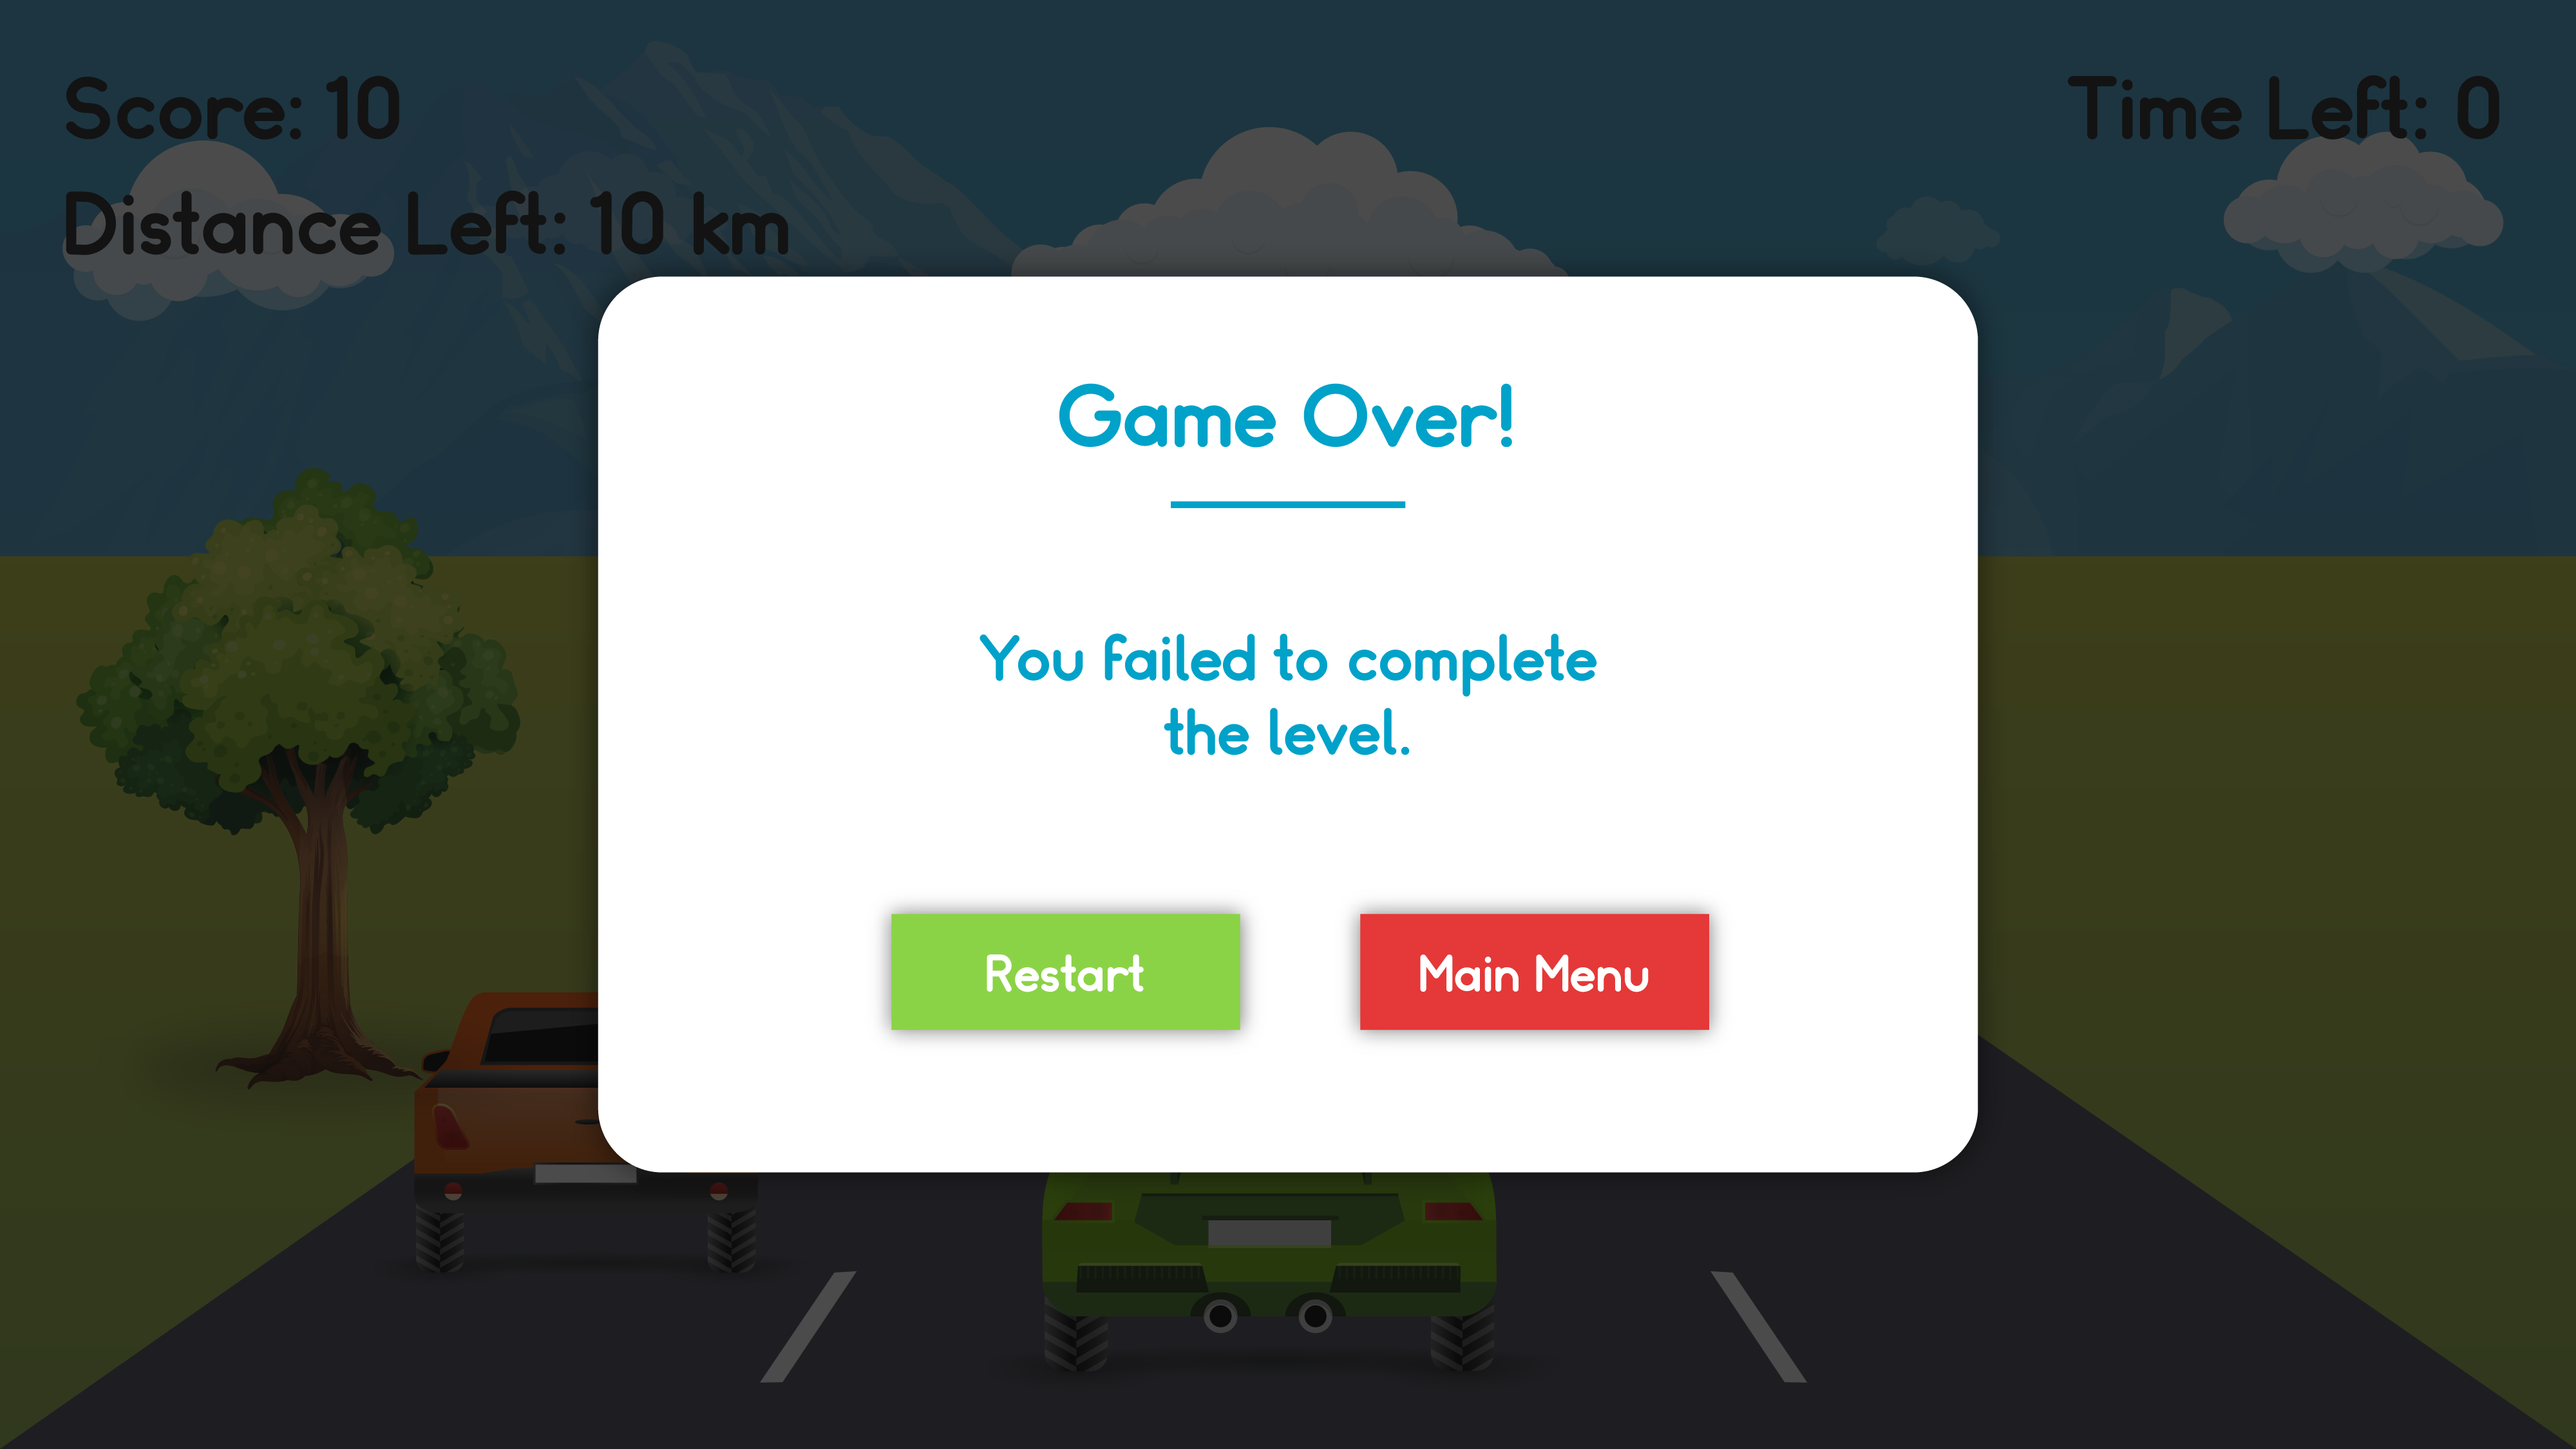 Score: 10
Time Left: 0
Distance Left: 10 km
Game Over!
You failed to complete
the level.
Restart
Main Menu